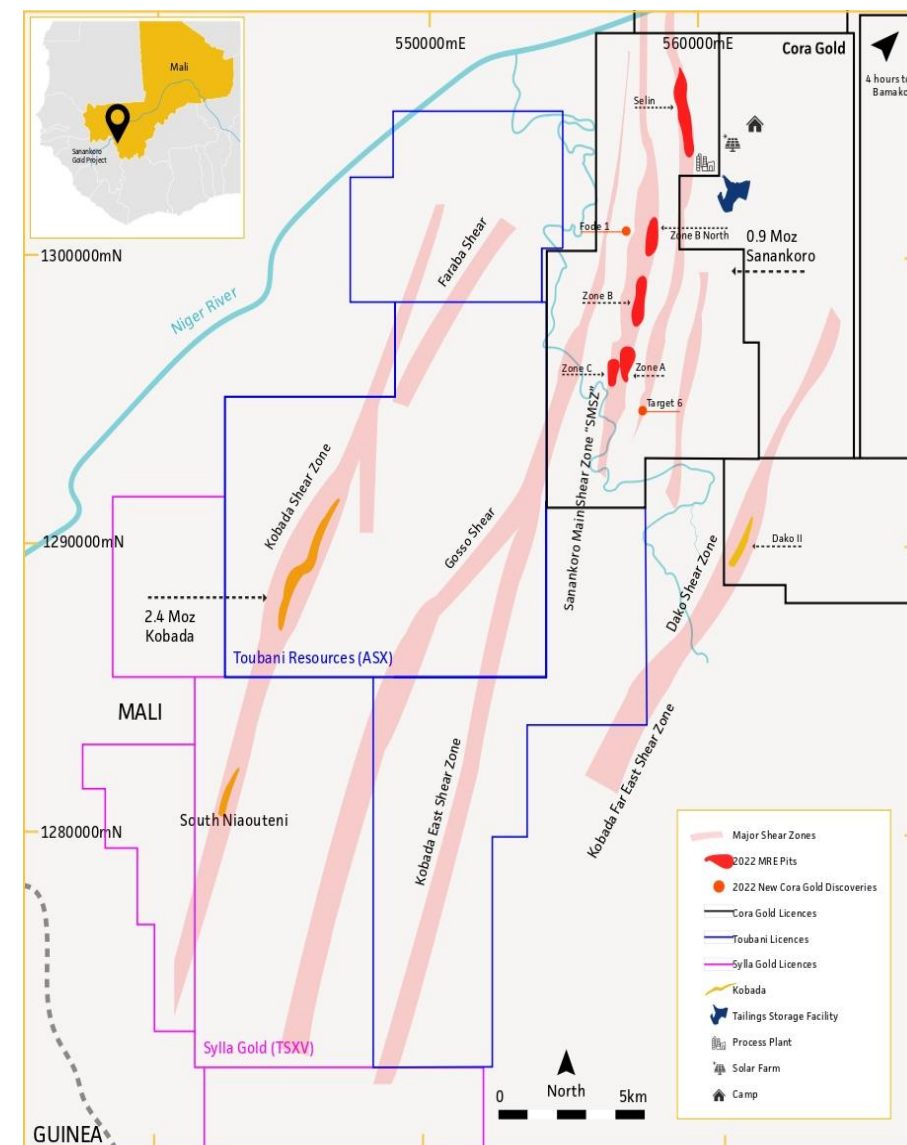 Mali
Sanankoro
Gold Project
550000mE
560000mE
Cora Gold
4 hours to
Bamako
Selin
1300000mN
Niger River
Faraba Shear
Fode 1
Zone B North
0.9 Moz
Sanankoro
Zone B
Zone C
Zone A
Target 6
Kobada Shear Zone
Gosso Shear
Sanankoro Main Shear Zone "SMSZ"
1290000mN
Dako II
Dako Shear Zone
2.4 Moz
Kobada
Toubani Resources (ASX)
MALI
South Niaouteni
1280000mN
Kobada East Shear Zone
Kobada Far East Shear Zone
Sylla Gold (TSXV)
GUINEA
North
0
5km
Major Shear Zones
2022 MRE Pits
2022 New Cora Gold Discoveries
Cora Gold Licences
Toubani Licences
Sylla Gold Licences
Kobada
Tailings Storage Facility
Process Plant
Solar Farm
Camp